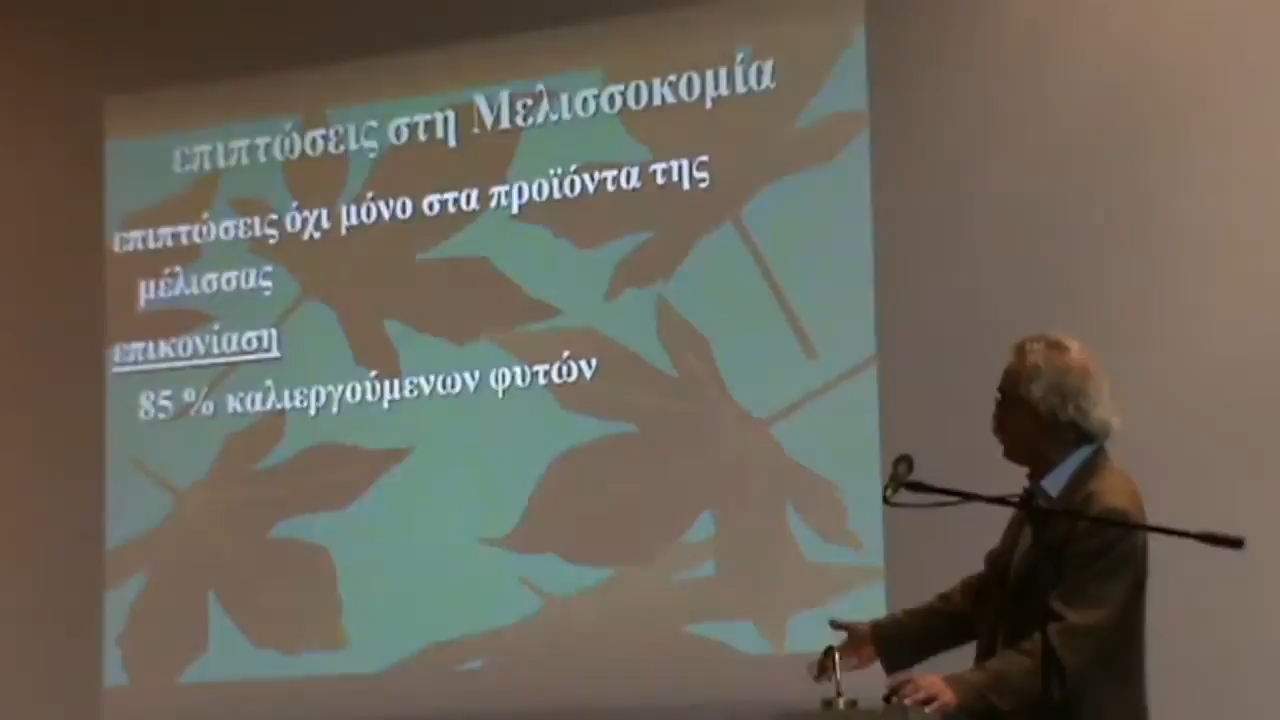 επιπτώσεις στη Μελισσοκομία
επιπτώσεις όχι μόνο στα προϊόντα της
μέλισσας
επικονίαση
85 % καλιεργούμενων φυτών